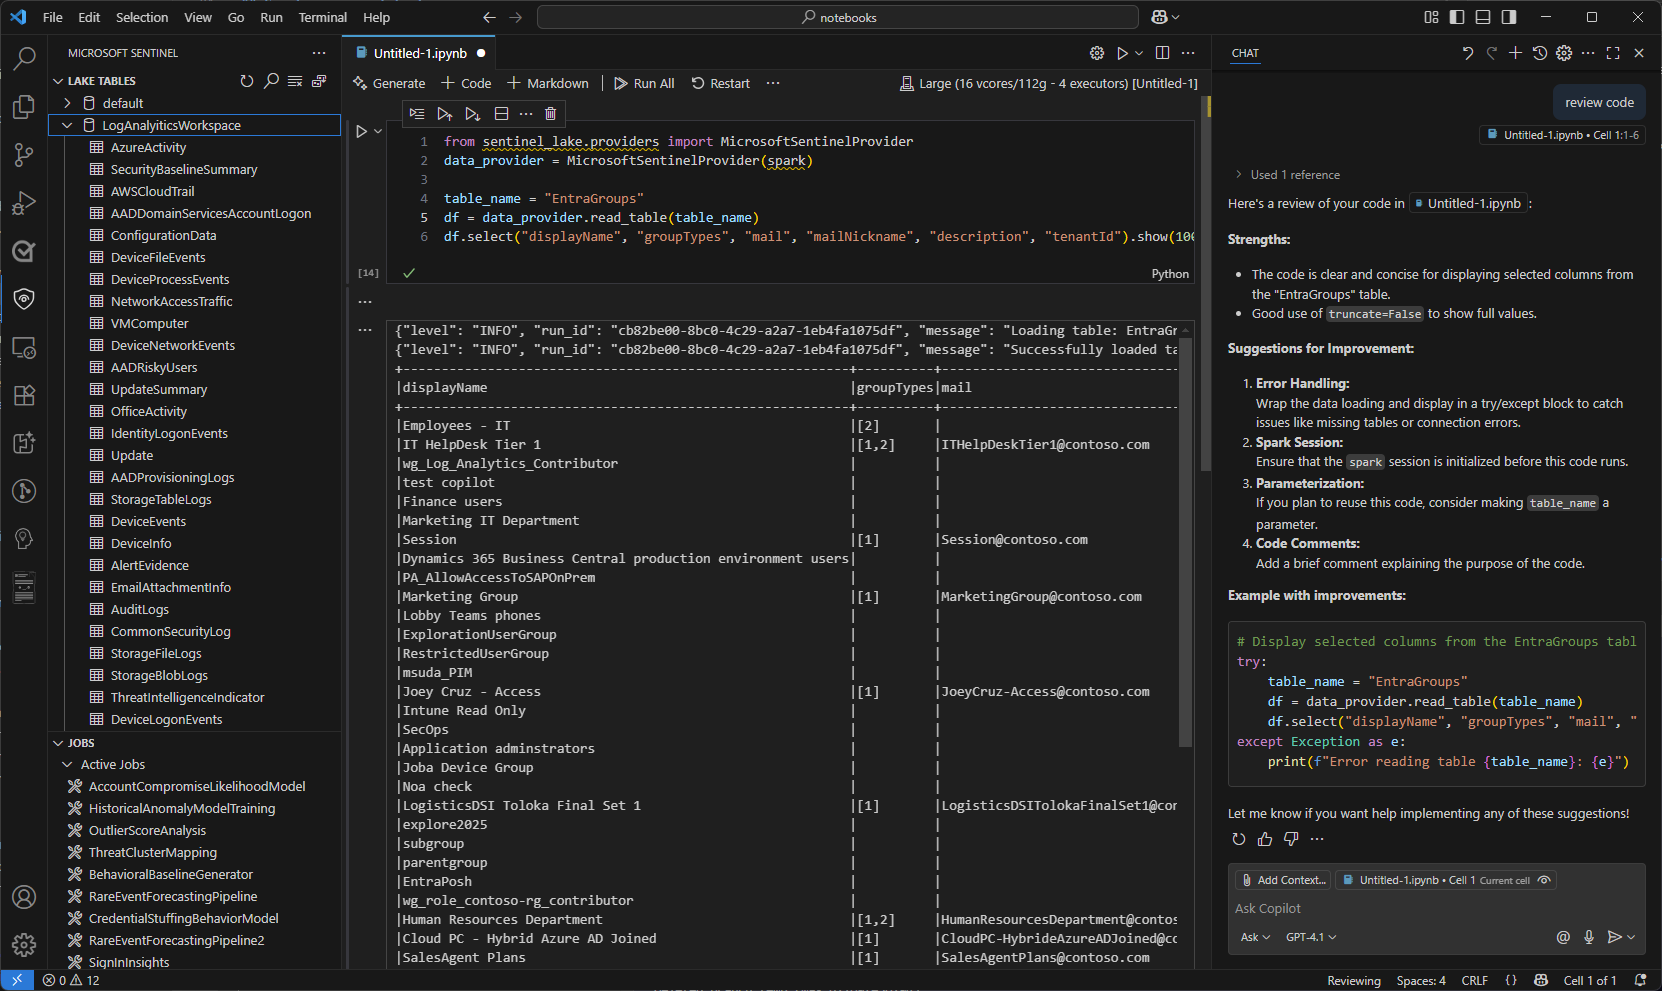 File Edit Selection View Go Run Terminal Help
notebooks
MICROSOFT SENTINEL
LAKE TABLES
default
LogAnalyiticsWorkspace
AzureActivity
SecurityBaselineSummary
AWSCloudTrail
AADDomainServicesAccountLogon
ConfigurationData
DeviceFileEvents
DeviceProcessEvents
NetworkAccessTraffic
VMComputer
DeviceNetworkEvents
AADRiskyUsers
UpdateSummary
OfficeActivity
IdentityLogonEvents
Update
AADProvisioningLogs
StorageTableLogs
DeviceEvents
DeviceInfo
AlertEvidence
EmailAttachmentInfo
AuditLogs
CommonSecurityLog
StorageFileLogs
StorageBlobLogs
ThreatIntelligenceIndicator
DeviceLogonEvents
JOBS
Active Jobs
AccountCompromiseLikelihoodModel
HistoricalAnomalyModelTraining
OutlierScoreAnalysis
ThreatClusterMapping
BehavioralBaselineGenerator
RareEventForecastingPipeline
CredentialStuffingBehaviorModel
RareEventForecastingPipeline2
SignInInsights
Untitled-1.ipynb
Generate + Code + Markdown Run All Restart ...
Large (16 vcores/112g - 4 executors) [Untitled-1]
1 from sentinel_lake.providers import MicrosoftSentinelProvider
2 data_provider = MicrosoftSentinelProvider(spark)
3
4 table_name = "EntraGroups"
5 df = data_provider.read_table(table_name)
6 df.select("displayName", "groupTypes", "mail", "mailNickname", "description", "tenantId").show(100
[14]
Python
{"level": "INFO", "run_id": "cb82be00-8bc0-4c29-a2a7-1eb4fa1075df", "message": "Loading table: EntraGr
{"level": "INFO", "run_id": "cb82be00-8bc0-4c29-a2a7-1eb4fa1075df", "message": "Successfully loaded ta
|displayName |groupTypes|mail
|Employees - IT |[2] |
|IT HelpDesk Tier 1 |[1,2] |ITHelpDeskTier1@contoso.com
|wg_Log_Analytics_Contributor | |
|test copilot | |
|Finance users | |
|Marketing IT Department | |
|Session |[1] |Session@contoso.com
|Dynamics 365 Business Central production environment users| |
|PA_AllowAccessToSAPOnPrem | |
|Marketing Group |[1] |MarketingGroup@contoso.com
|Lobby Teams phones | |
|ExplorationUserGroup | |
|RestrictedUserGroup | |
|msuda_PIM | |
|Joey Cruz - Access |[1] |JoeyCruz-Access@contoso.com
|Intune Read Only | |
|SecOps | |
|Application adminstrators | |
|Joba Device Group | |
|Noa check | |
|LogisticsDSI Toloka Final Set 1 |[1] |LogisticsDSITolokaFinalSet1@con
|explore2025 | |
|subgroup | |
|parentgroup | |
|EntraPosh | |
|wg_role_contoso-rg_contributor | |
|Human Resources Department |[1,2] |HumanResourcesDepartment@contos
|Cloud PC - Hybrid Azure AD Joined |[1] |CloudPC-HybrideAzureADJoined@cc
|SalesAgent Plans |[1] |SalesAgentPlans@contoso.com
CHAT
review code
Untitled-1.ipynb • Cell 1:1-6
Used 1 reference
Here's a review of your code in Untitled-1.ipynb :
Strengths:
• The code is clear and concise for displaying selected columns from
the "EntraGroups" table.
• Good use of truncate=False to show full values.
Suggestions for Improvement:
1. Error Handling:
Wrap the data loading and display in a try/except block to catch
issues like missing tables or connection errors.
2. Spark Session:
Ensure that the spark session is initialized before this code runs.
3. Parameterization:
If you plan to reuse this code, consider making table_name a
parameter.
4. Code Comments:
Add a brief comment explaining the purpose of the code.
Example with improvements:
# Display selected columns from the EntraGroups tabl
try:
table_name = "EntraGroups"
df = data_provider.read_table(table_name)
df.select("displayName", "groupTypes", "mail", "
except Exception as e:
print(f"Error reading table {table_name}: {e}")
Let me know if you want help implementing any of these suggestions!
Add Context... Untitled-1.ipynb • Cell 1 Current cell
Ask Copilot
Ask GPT-4.1
0 12
Reviewing Spaces: 4 CRLF {} Cell 1 of 1